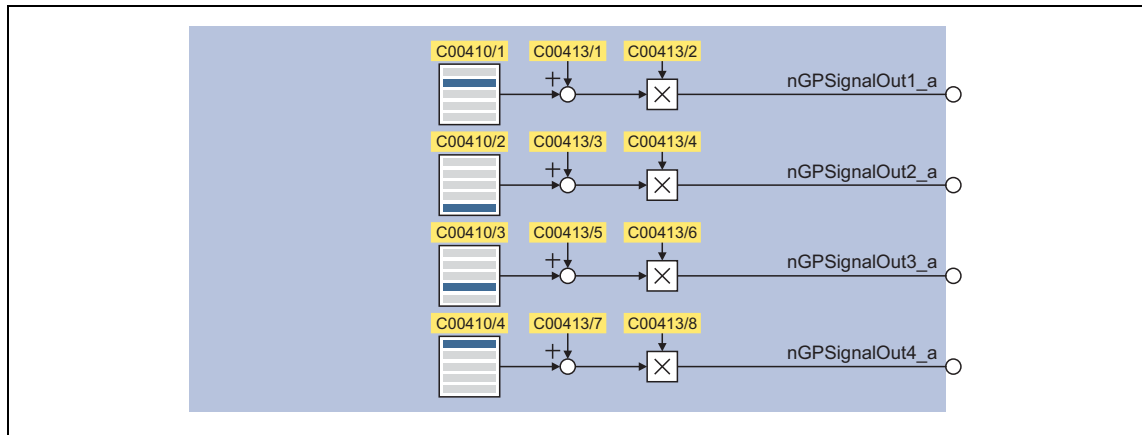 C00410/1 C00413/1 C00413/2
+
nGPSignalOut1_a
C00410/2 C00413/3 C00413/4
+
nGPSignalOut2_a
C00410/3 C00413/5 C00413/6
+
nGPSignalOut3_a
C00410/4 C00413/7 C00413/8
+
nGPSignalOut4_a